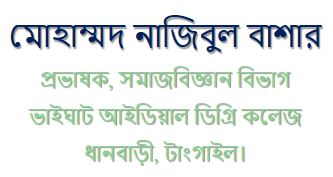 মোহাম্মদ নাজিবুল বাশার
প্রভাষক, সমাজবিজ্ঞান বিভাগ
ভাইঘাট আইডিয়াল ডিগ্রি কলেজ
ধানবাড়ী, টাংগাইল।